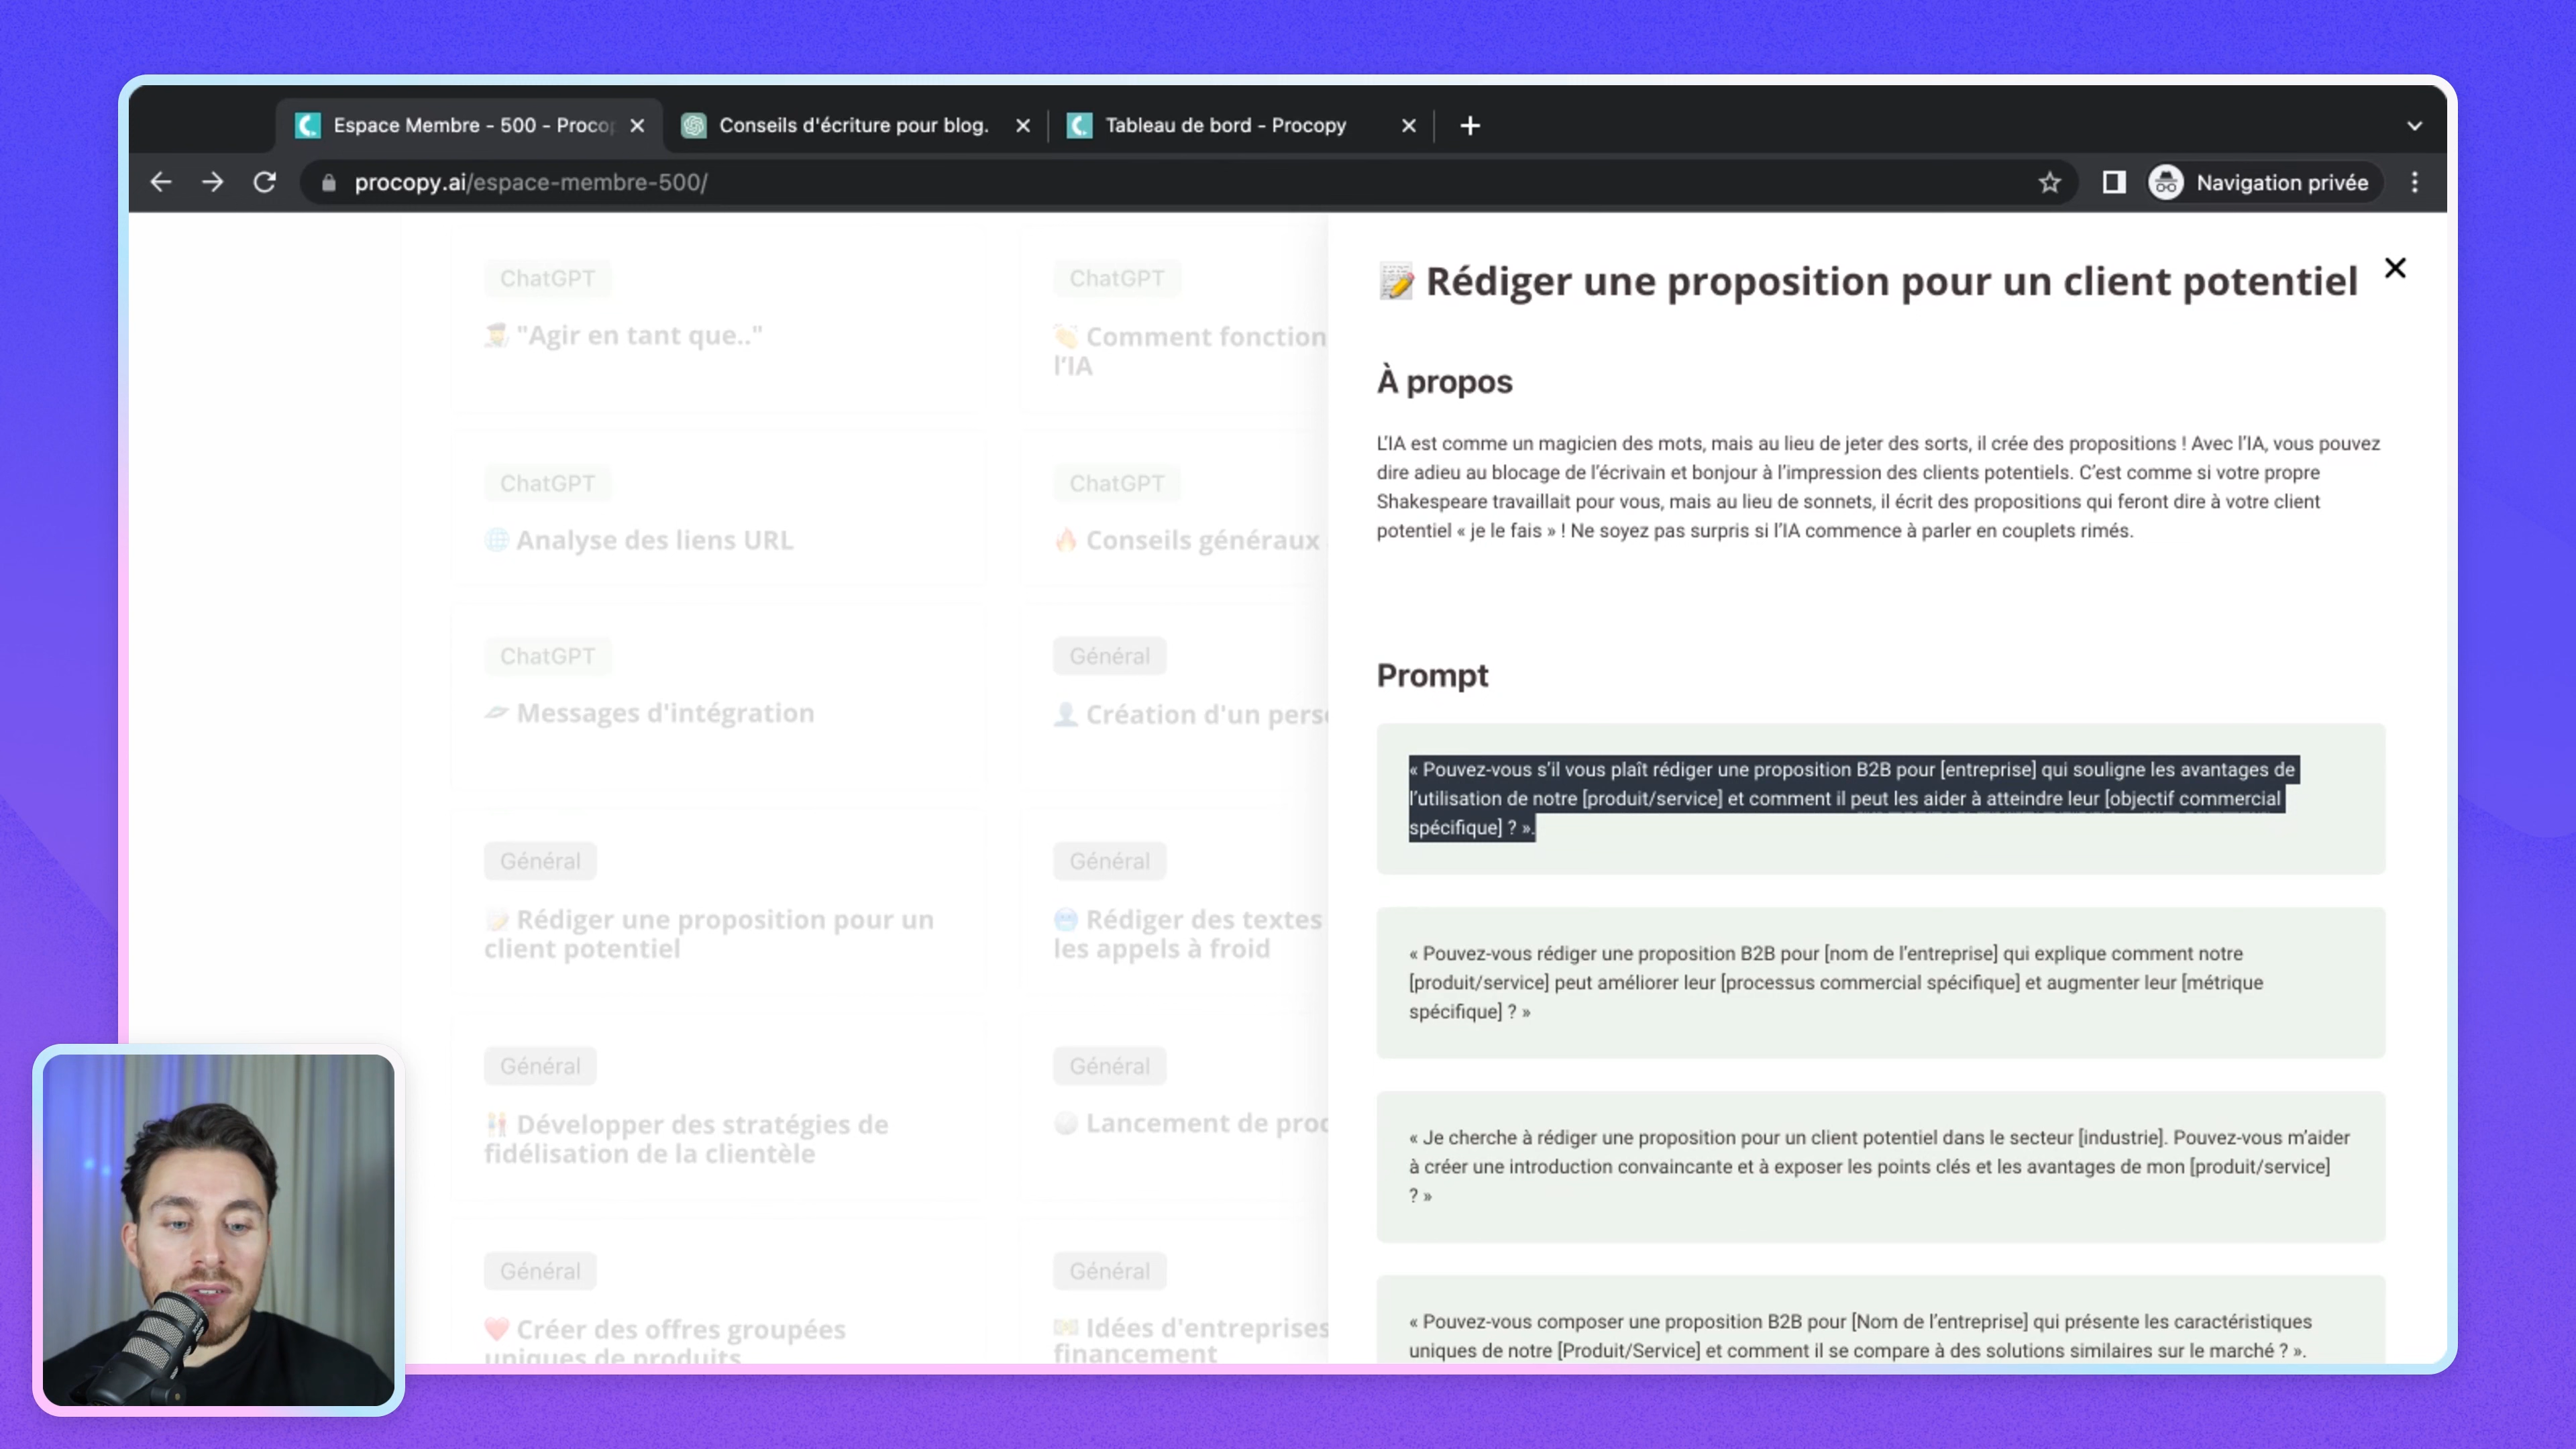 Espace Membre - 500 - Proco
Conseils d'écriture pour blog.
Tableau de bord - Procopy
procopy.ai/espace-membre-500/
Navigation privée
ChatGPT
"Agir en tant que.."
ChatGPT
Comment fonction
l'IA
ChatGPT
Analyse des liens URL
ChatGPT
Conseils généraux
ChatGPT
Messages d'intégration
Général
Création d'un perso
Général
Rédiger une proposition pour un
client potentiel
Général
Rédiger des textes
les appels à froid
Général
Développer des stratégies de
fidélisation de la clientèle
Général
Lancement de prod
Général
Créer des offres groupées
uniques de produits
Général
Idées d'entreprises
financement
Rédiger une proposition pour un client potentiel
À propos
L'IA est comme un magicien des mots, mais au lieu de jeter des sorts, il crée des propositions ! Avec l'IA, vous pouvez
dire adieu au blocage de l'écrivain et bonjour à l'impression des clients potentiels. C'est comme si votre propre
Shakespeare travaillait pour vous, mais au lieu de sonnets, il écrit des propositions qui feront dire à votre client
potentiel « je le fais » ! Ne soyez pas surpris si l'IA commence à parler en couplets rimés.
Prompt
« Pouvez-vous s'il vous plaît rédiger une proposition B2B pour [entreprise] qui souligne les avantages de
l'utilisation de notre [produit/service] et comment il peut les aider à atteindre leur [objectif commercial
spécifique] ? ».
« Pouvez-vous rédiger une proposition B2B pour [nom de l'entreprise] qui explique comment notre
[produit/service] peut améliorer leur [processus commercial spécifique] et augmenter leur [métrique
spécifique] ? »
« Je cherche à rédiger une proposition pour un client potentiel dans le secteur [industrie]. Pouvez-vous m'aider
à créer une introduction convaincante et à exposer les points clés et les avantages de mon [produit/service]
? »
« Pouvez-vous composer une proposition B2B pour [Nom de l'entreprise] qui présente les caractéristiques
uniques de notre [Produit/Service] et comment il se compare à des solutions similaires sur le marché ? ».